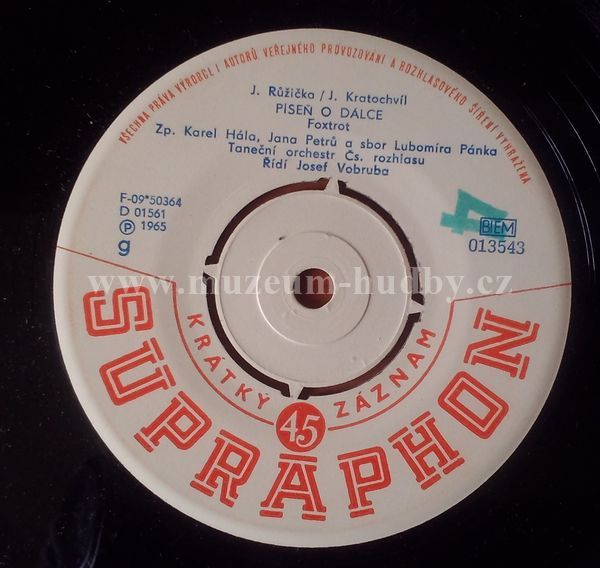 VŠECHNA PRÁVA VÝROBCŮ I AUTORŮ VEŘEJNÉHO PROVOZOVÁNÍ A ROZHLASOVÉHO ŠÍŘENÍ VYHRAŽENA
J. Růžička / J. Kratochvíl
PÍSEŇ O DÁLCE
Foxtrot
Zp. Karel Hála, Jana Petrů a sbor Lubomíra Pánka
Taneční orchestr Čs. rozhlasu
Řídí Josef Vobruba
F-09*50364
D 01561
Ⓟ 1965
g
4
BIEM
013543
www.muzeum-hudby.cz
KRÁTKÝ 45 ZÁZNAM
SUPRAPHON